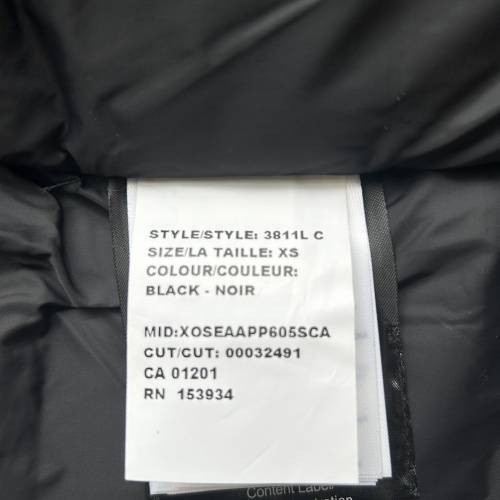 STYLE/STYLE: 3811L C
SIZE/LA TAILLE: XS
COLOUR/COULEUR:
BLACK - NOIR
MID:XOSEAAPP605SCA
CUT/CUT: 00032491
CA 01201
RN 153934
Content Label